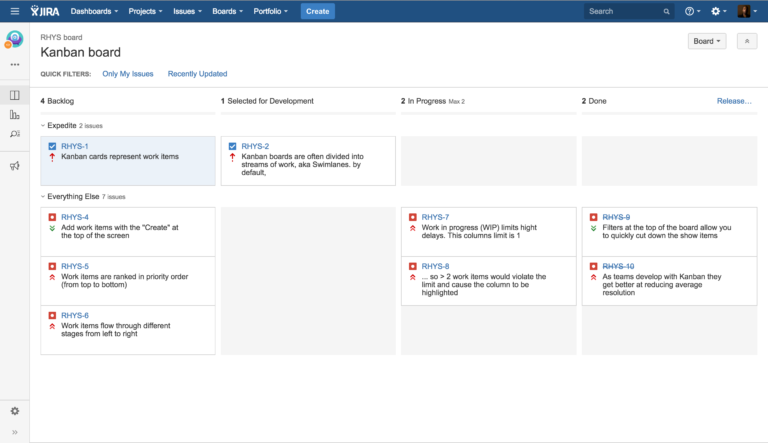 JIRA Dashboards Projects Issues Boards Portfolio Create Search
RHYS board
Kanban board
Board
QUICK FILTERS: Only My Issues Recently Updated
4 Backlog 1 Selected for Development 2 In Progress Max 2 2 Done Release...
Expedite 2 issues
RHYS-1
Kanban cards represent work items
RHYS-2
Kanban boards are often divided into
streams of work, aka Swimlanes. by
default,
Everything Else 7 issues
RHYS-4
Add work items with the "Create" at
the top of the screen
RHYS-7
Work in progress (WIP) limits hight
delays. This columns limit is 1
RHYS-9
Filters at the top of the board allow you
to quickly cut down the show items
RHYS-5
Work items are ranked in priority order
(from top to bottom)
RHYS-8
... so > 2 work items would violate the
limit and cause the column to be
highlighted
RHYS-10
As teams develop with Kanban they
get better at reducing average
resolution
RHYS-6
Work items flow through different
stages from left to right